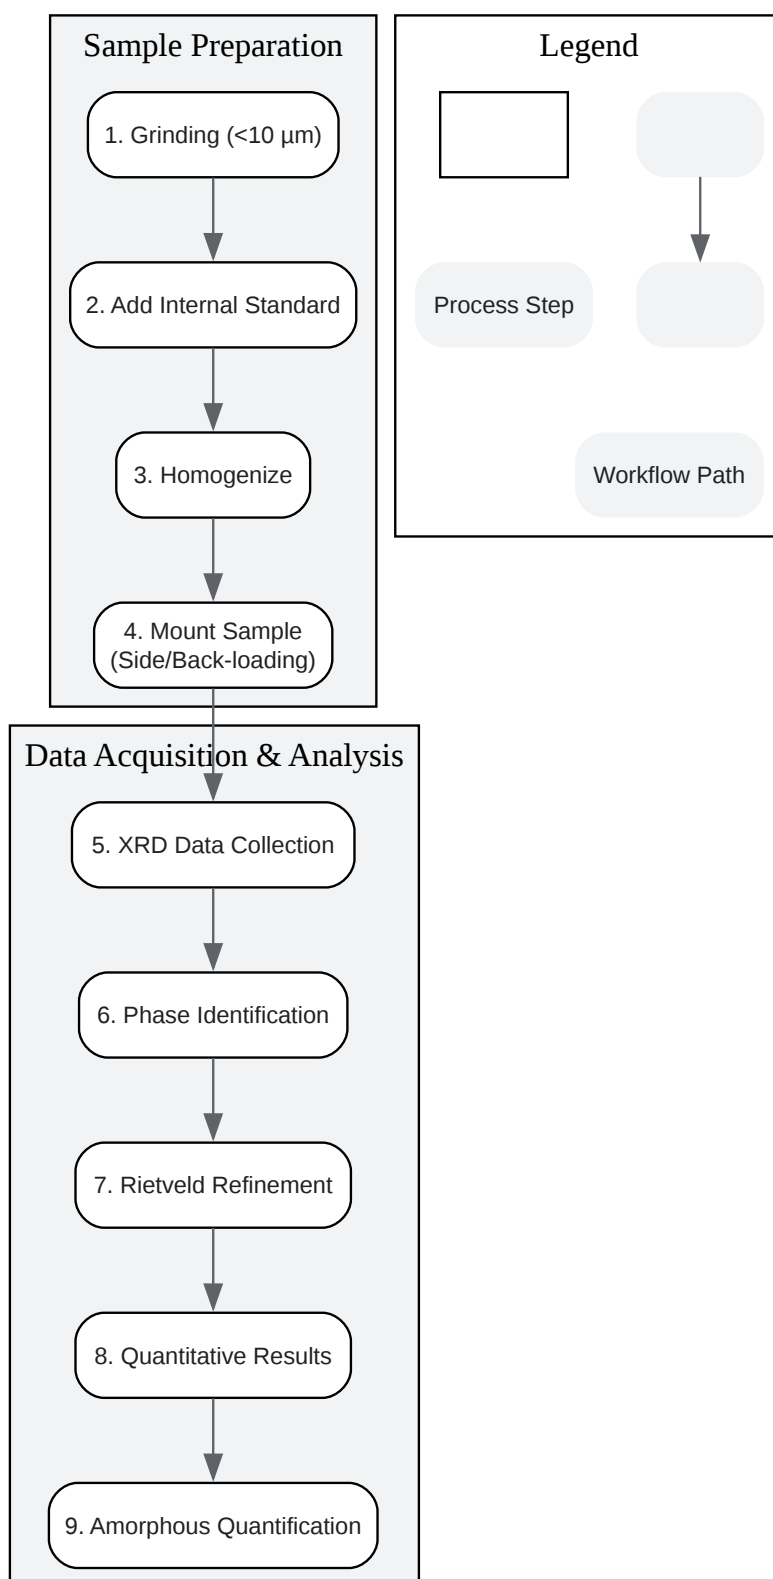 Sample Preparation
1. Grinding (<10 µm)
2. Add Internal Standard
3. Homogenize
4. Mount Sample
(Side/Back-loading)
Legend
Process Step
Workflow Path
Data Acquisition & Analysis
5. XRD Data Collection
6. Phase Identification
7. Rietveld Refinement
8. Quantitative Results
9. Amorphous Quantification